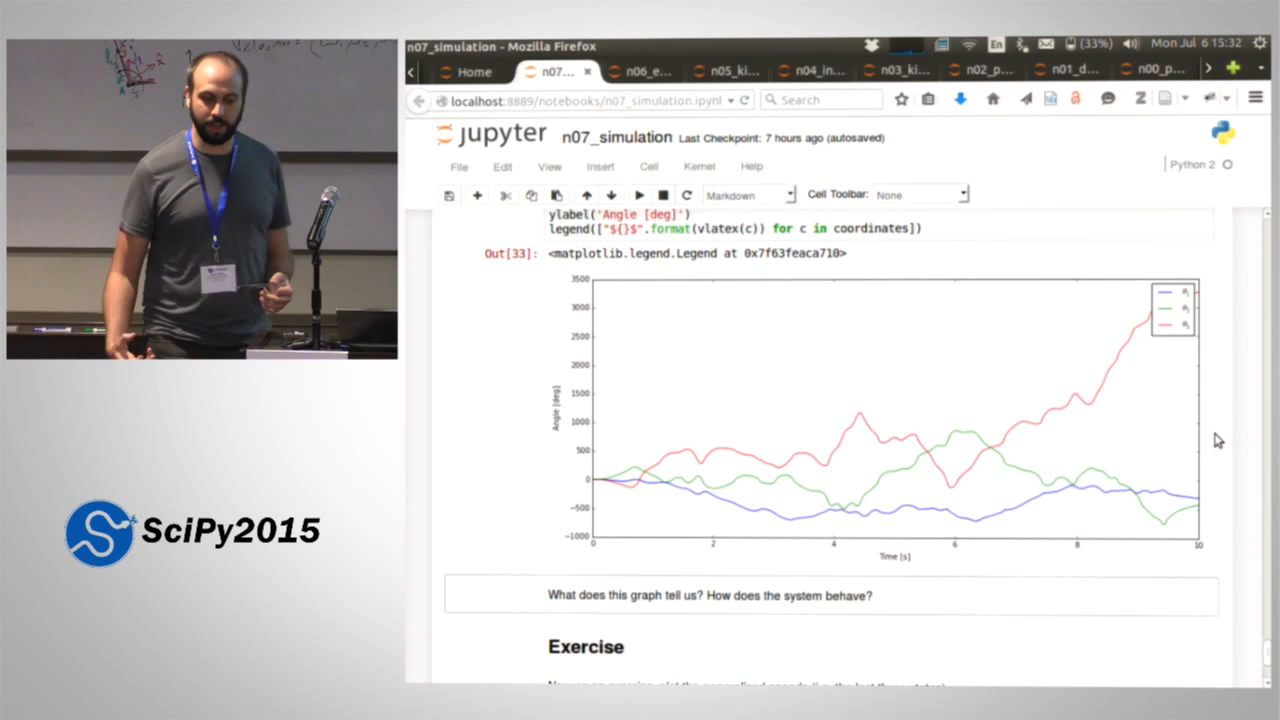 n07_simulation - Mozilla Firefox
En
(33%)
Mon Jul 6 15:32
Home
n07...
n06_e...
n05_ki...
n04_in...
n03_ki...
n02_p...
n01_d...
n00_p...
localhost:8889/notebooks/n07_simulation.ipynl
Search
jupyter n07_simulation Last Checkpoint: 7 hours ago (autosaved)
File Edit View Insert Cell Kernel Help
Python 2
Markdown
Cell Toolbar: None
ylabel('Angle [deg]')
legend(["${}$".format(vlatex(c)) for c in coordinates])
Out[33]: <matplotlib.legend.Legend at 0x7f63feaca710>
3500
3000
2500
2000
1500
1000
500
0
−500
−1000
Angle [deg]
0 2 4 6 8 10
Time [s]
What does this graph tell us? How does the system behave?
Exercise
SciPy2015